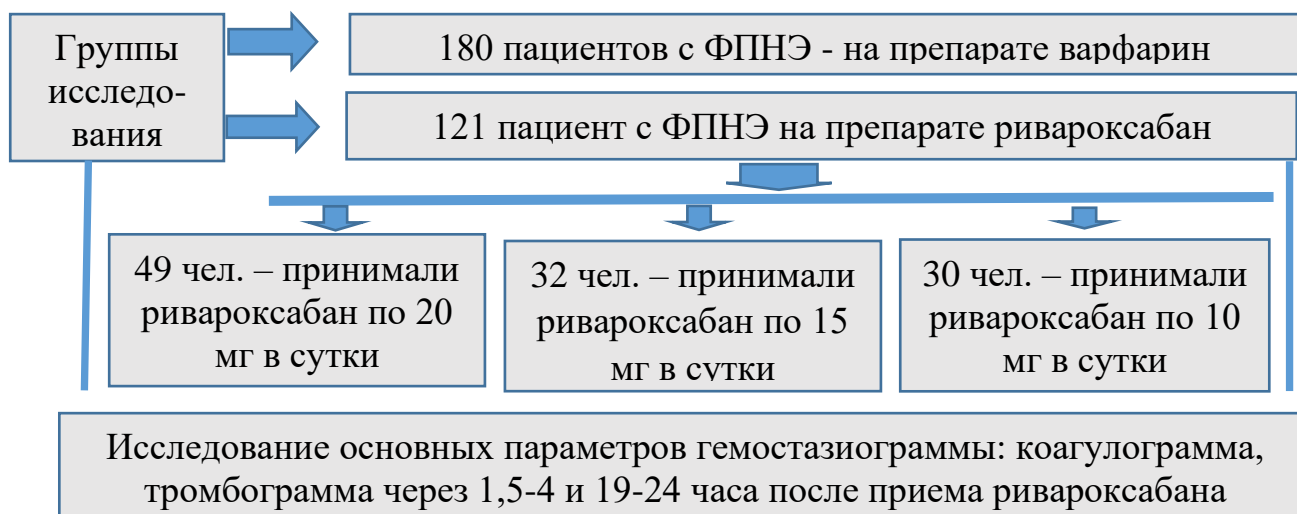 Группы
исследо-
вания
180 пациентов с ФПНЭ - на препарате варфарин
121 пациент с ФПНЭ на препарате ривароксабан
49 чел. – принимали
ривароксабан по 20
мг в сутки
32 чел. – принимали
ривароксабан по 15
мг в сутки
30 чел. – принимали
ривароксабан по 10
мг в сутки
Исследование основных параметров гемостазиограммы: коагулограмма,
тромбограмма через 1,5-4 и 19-24 часа после приема ривароксабана